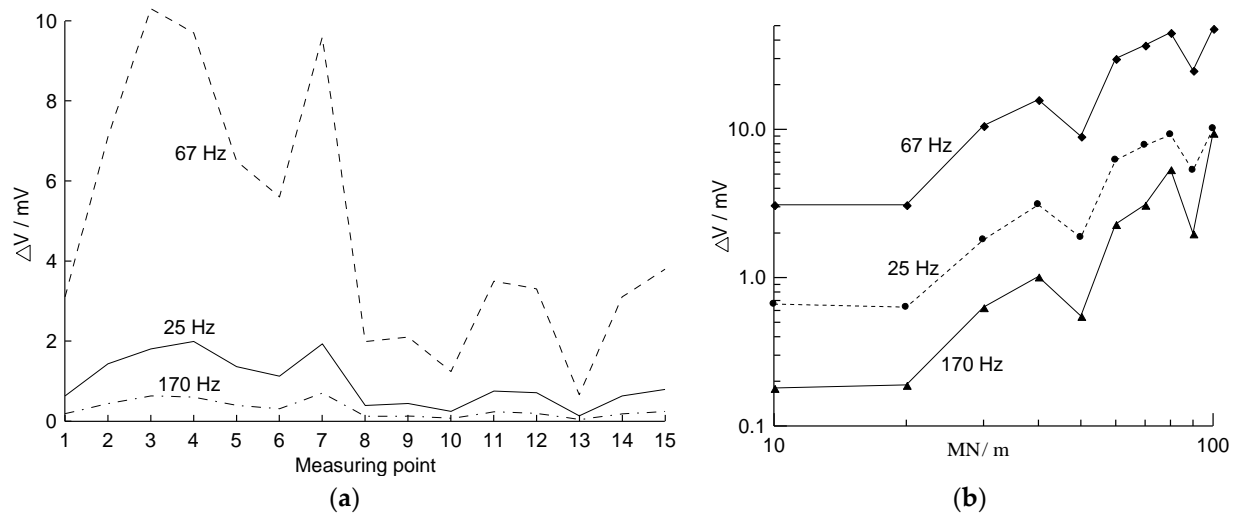 10
8
6
4
2
0
△V / mV
67 Hz
25 Hz
170 Hz
1 2 3 4 5 6 7 8 9 10 11 12 13 14 15
Measuring point
(a)
10.0
1.0
0.1
△V / mV
67 Hz
25 Hz
170 Hz
10 100
MN/ m
(b)